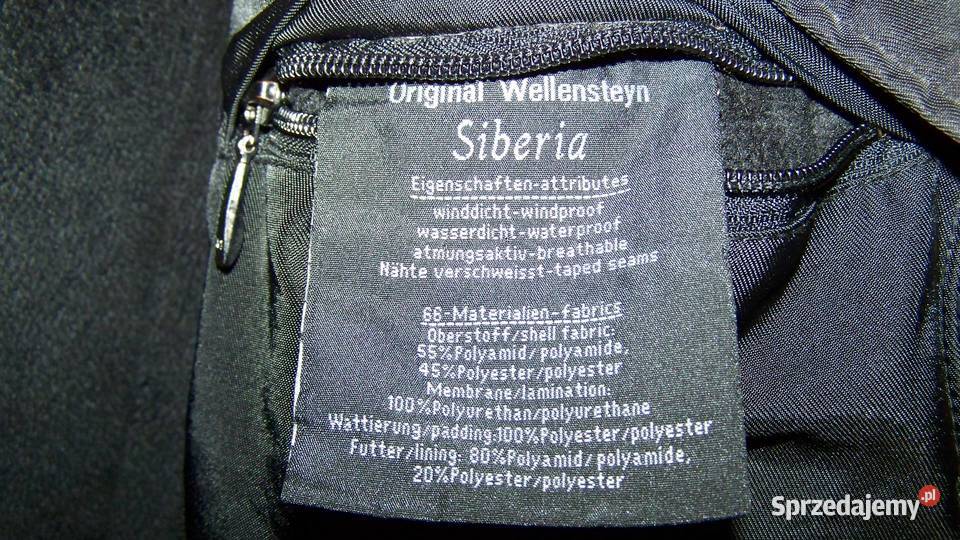 Original Wellensteyn
Siberia
Eigenschaften-attributes
winddicht-windproof
wasserdicht-waterproof
atmungsaktiv-breathable
Nähte verschweisst-taped seams
66-Materialien-fabrics
Oberstoff/shell fabric:
55%Polyamid/polyamide,
45%Polyester/polyester
Membrane/lamination:
100%Polyurethan/polyurethane
Wattierung/padding:100%Polyester/polyester
Futter/lining: 80%Polyamid/polyamide,
20%Polyester/polyester
Sprzedajemy.pl